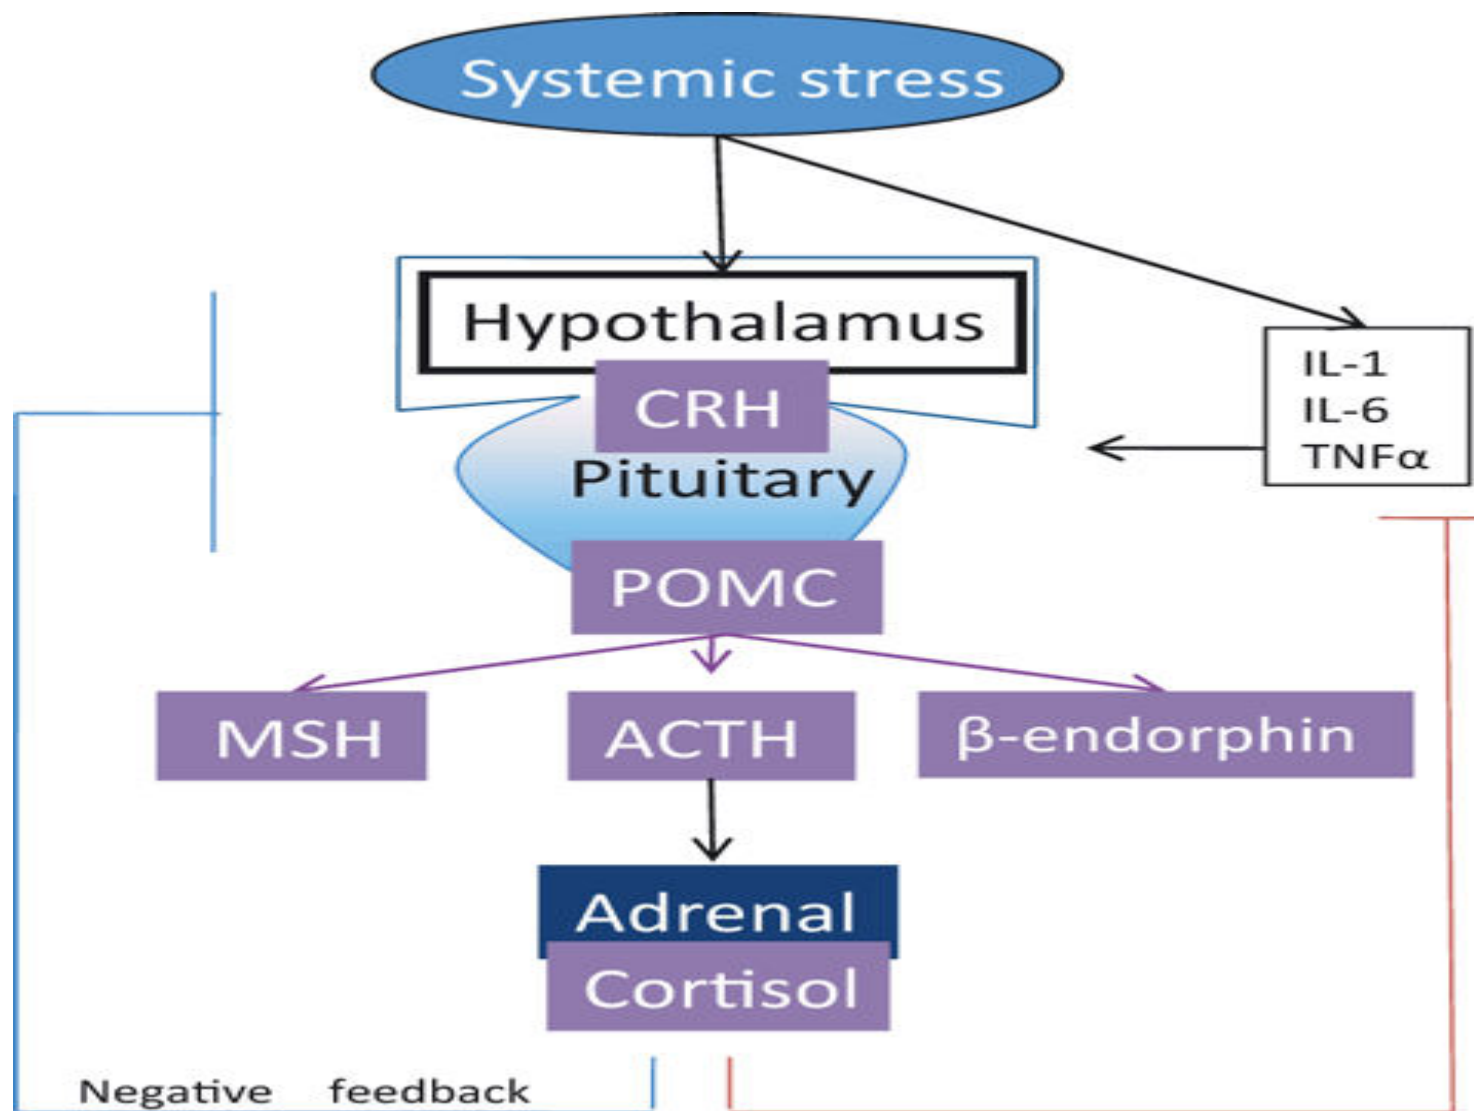 Systemic stress
Hypothalamus
CRH
IL-1
IL-6
TNFα
Pituitary
POMC
MSH
ACTH
β-endorphin
Adrenal
Cortisol
Negative feedback